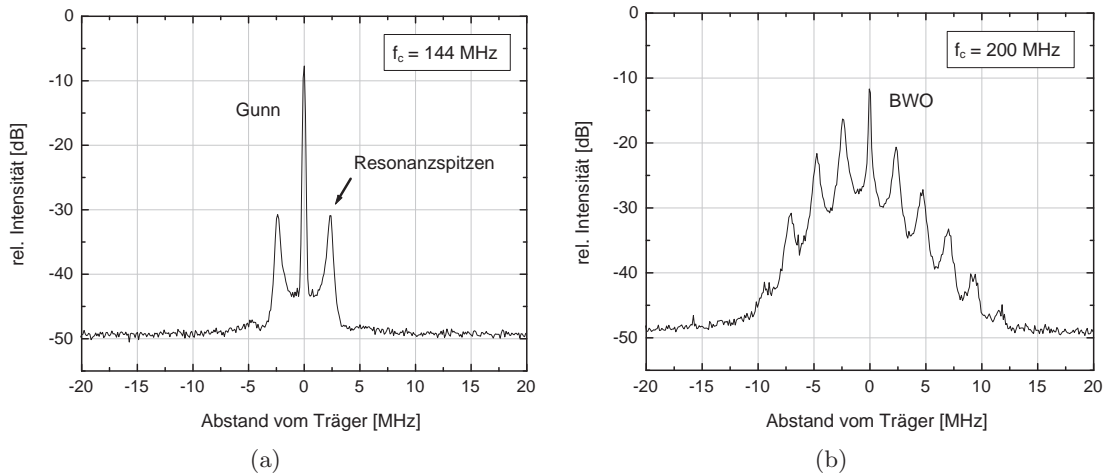 0
-10
-20
-30
-40
-50
rel. Intensität [dB]
f_c = 144 MHz
Gunn
Resonanzspitzen
-20 -15 -10 -5 0 5 10 15 20
Abstand vom Träger [MHz]
(a)
0
-10
-20
-30
-40
-50
rel. Intensität [dB]
f_c = 200 MHz
BWO
-20 -15 -10 -5 0 5 10 15 20
Abstand vom Träger [MHz]
(b)